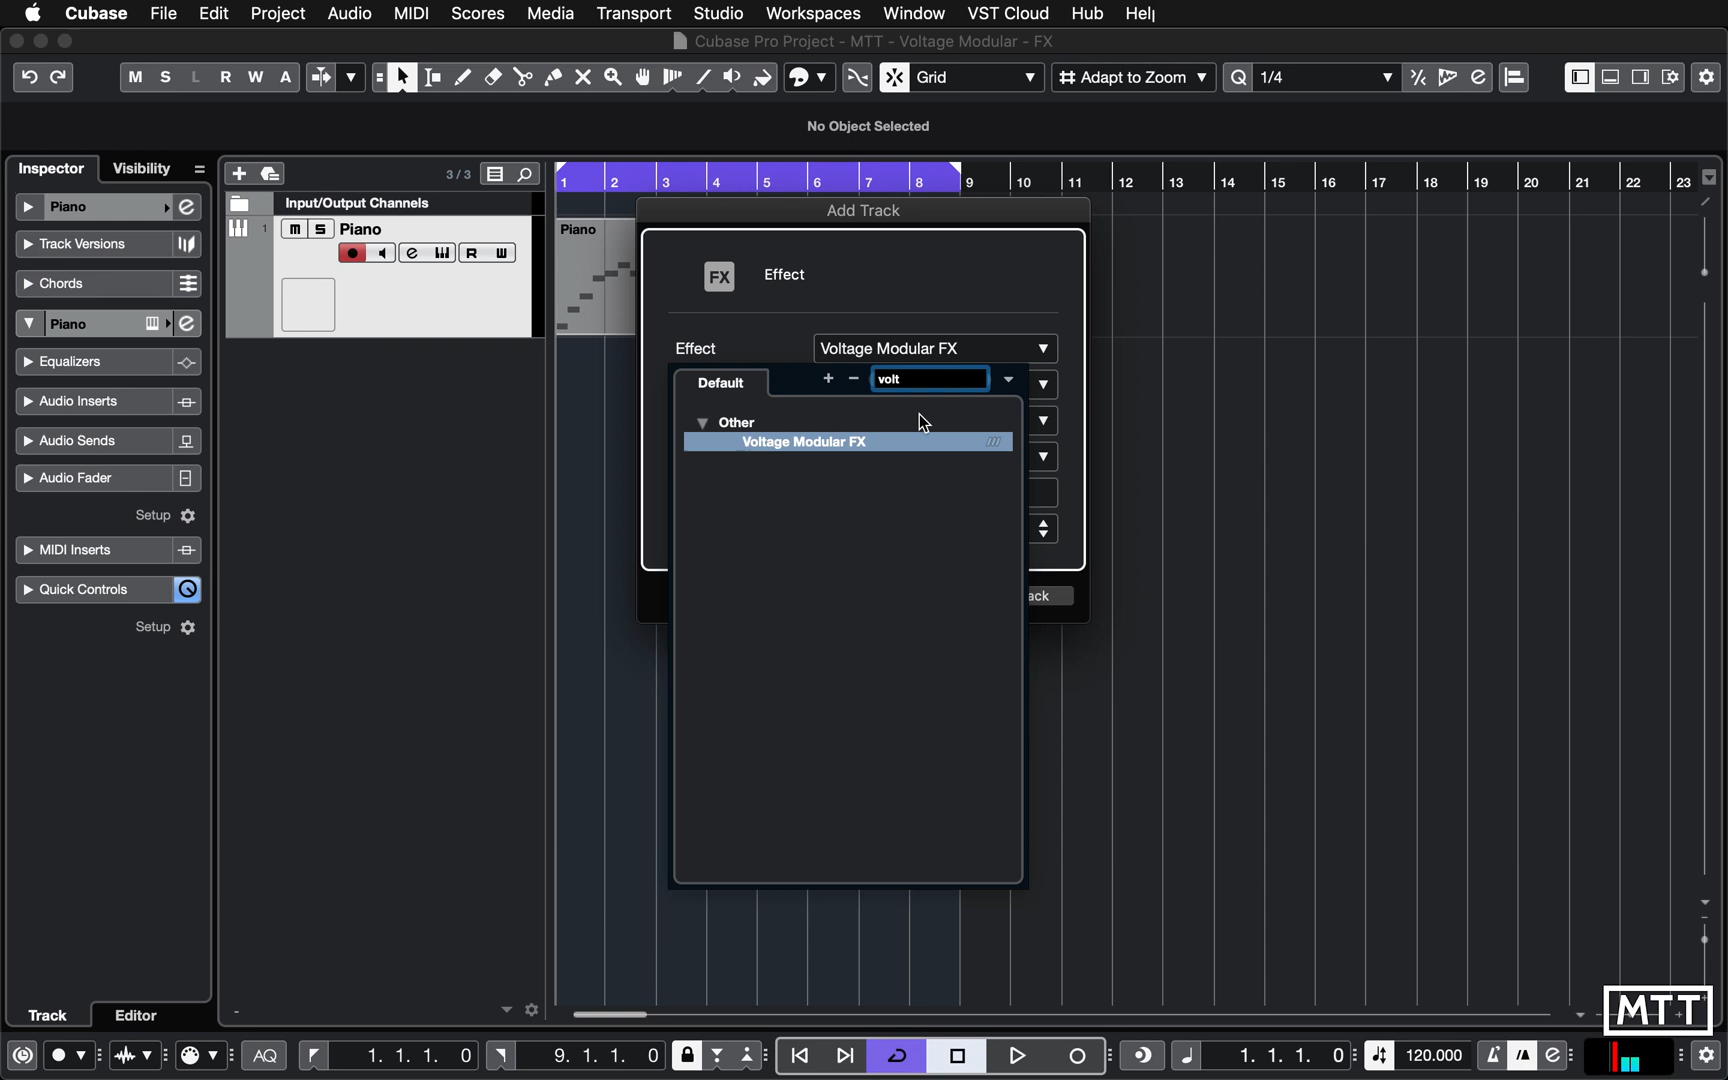 Cubase File Edit Project Audio MIDI Scores Media Transport Studio Workspaces Window VST Cloud Hub Help
Cubase Pro Project - MTT - Voltage Modular - FX
M S L R W A Grid Adapt to Zoom Q 1/4
No Object Selected
Inspector Visibility
3 / 3
1 2 3 4 5 6 7 8 9 10 11 12 13 14 15 16 17 18 19 20 21 22 23
Piano
Input/Output Channels
Add Track
1 m S Piano
Piano
R W
Track Versions
FX Effect
Chords
Piano
Effect Voltage Modular FX
Equalizers
Default + - volt
Audio Inserts
Other
Audio Sends
Voltage Modular FX
Audio Fader
Setup
MIDI Inserts
Quick Controls
ack
Setup
Track Editor
MTT
AQ 1. 1. 1. 0 9. 1. 1. 0 1. 1. 1. 0 120.000